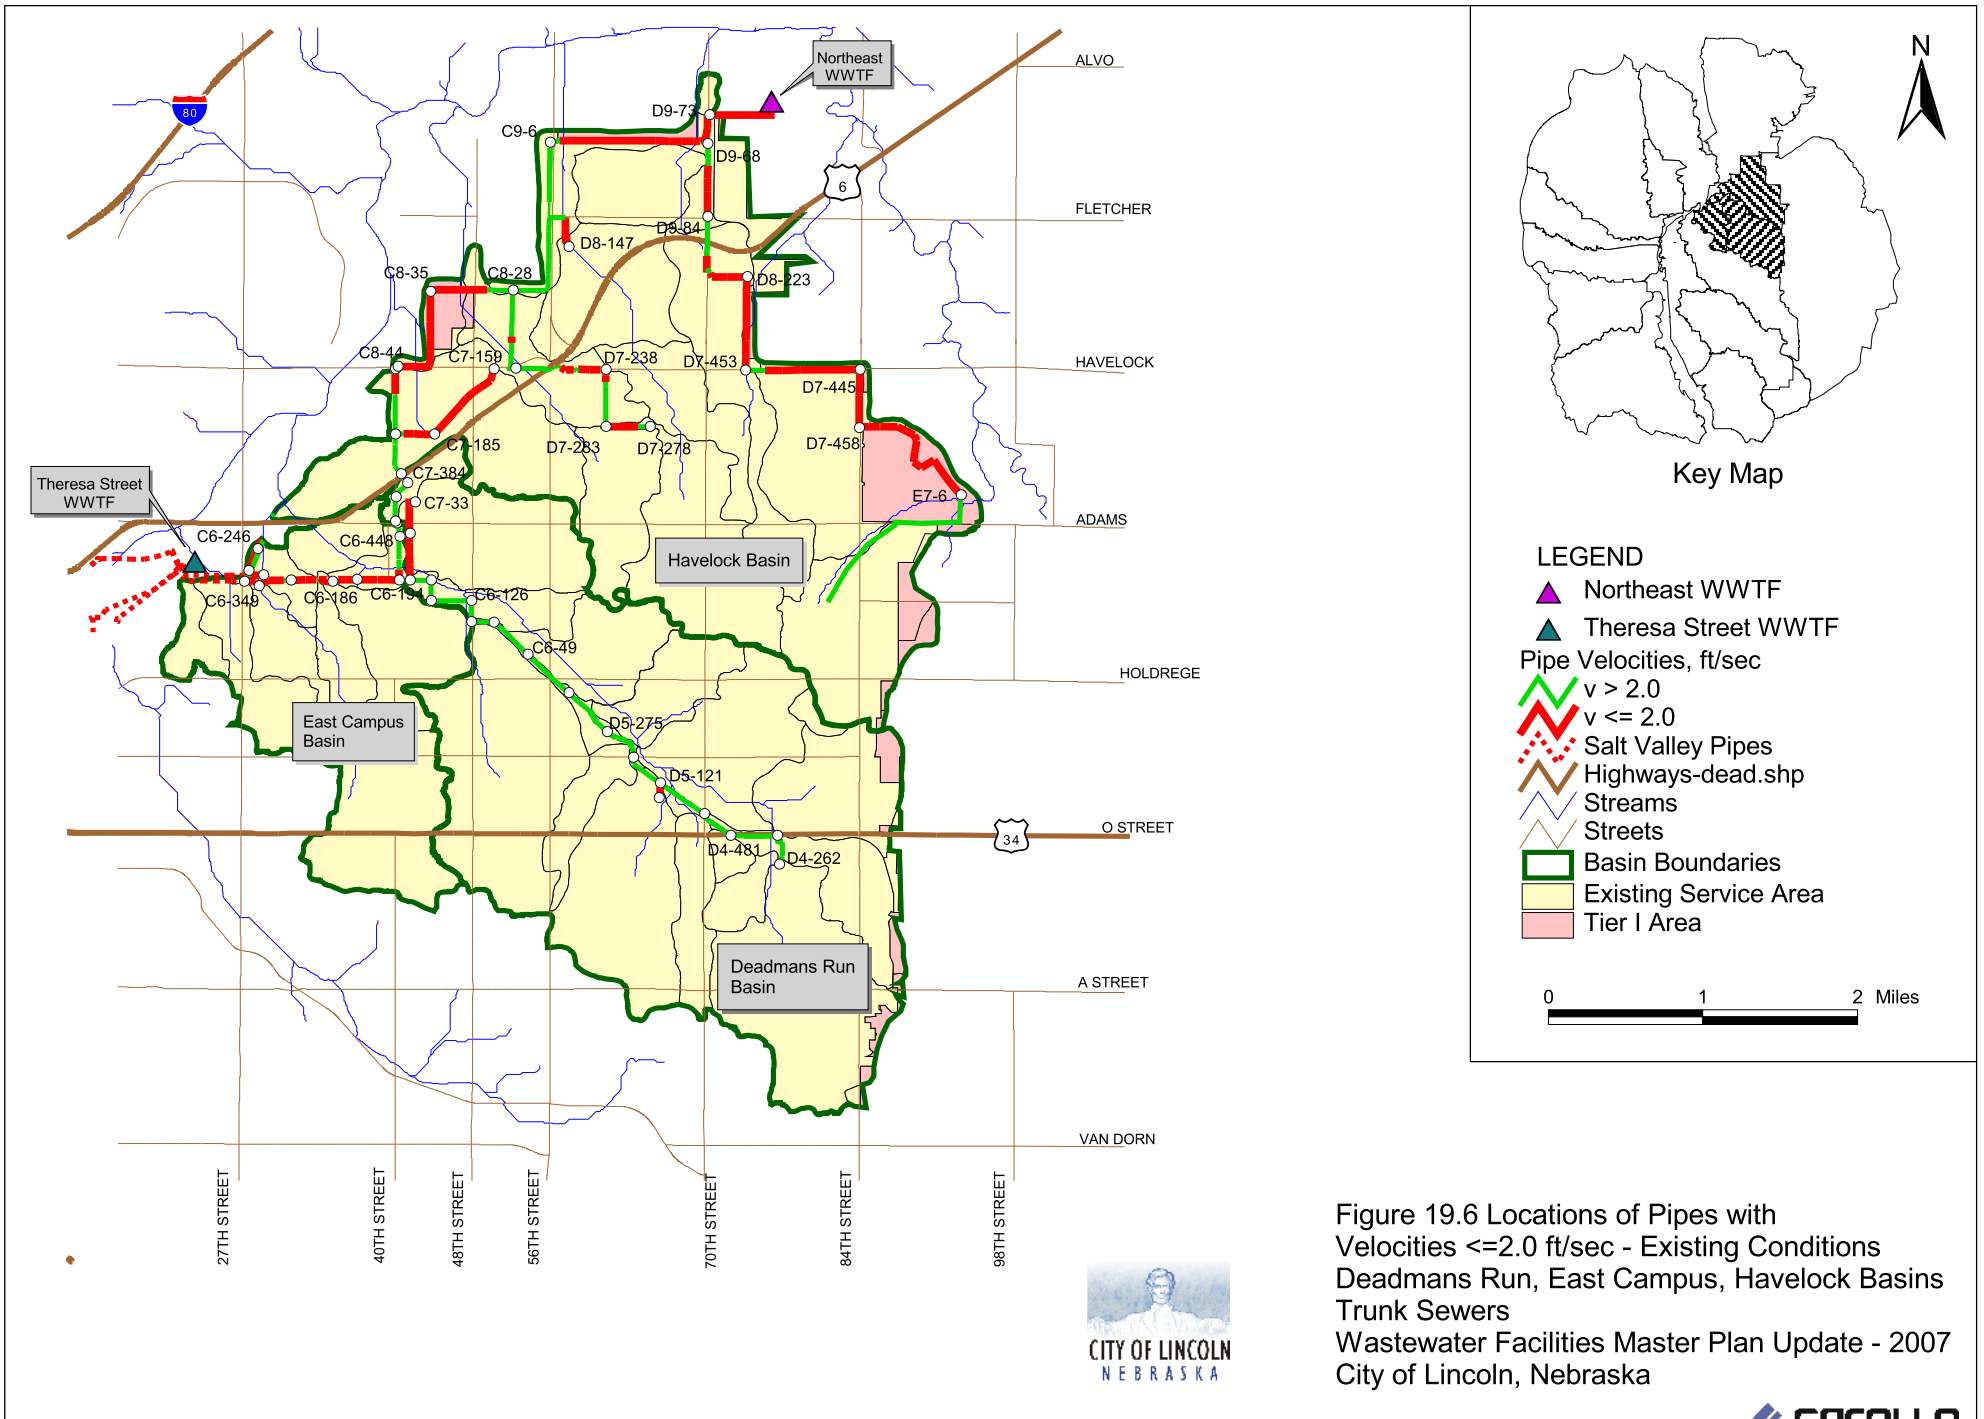 ALVO
Northeast
WWTF
80
D9-73
C9-6
D9-68
6
FLETCHER
D9-84
D8-147
C8-35
C8-28
D8-223
C8-44
C7-159
D7-238
D7-453
HAVELOCK
D7-445
C7-185
D7-283
D7-278
D7-458
C7-384
Theresa Street
WWTF
C7-33
E7-6
ADAMS
C6-246
C6-448
Havelock Basin
C6-349
C6-186
C6-194
C6-126
C6-49
HOLDREGE
East Campus
Basin
D5-275
D5-121
O STREET
34
D4-481
D4-262
Deadmans Run
Basin
A STREET
VAN DORN
27TH STREET
40TH STREET
48TH STREET
56TH STREET
70TH STREET
84TH STREET
98TH STREET
N
Key Map
LEGEND
Northeast WWTF
Theresa Street WWTF
Pipe Velocities, ft/sec
v > 2.0
v <= 2.0
Salt Valley Pipes
Highways-dead.shp
Streams
Streets
Basin Boundaries
Existing Service Area
Tier I Area
0 1 2 Miles
CITY OF LINCOLN
NEBRASKA
Figure 19.6 Locations of Pipes with
Velocities <=2.0 ft/sec - Existing Conditions
Deadmans Run, East Campus, Havelock Basins
Trunk Sewers
Wastewater Facilities Master Plan Update - 2007
City of Lincoln, Nebraska